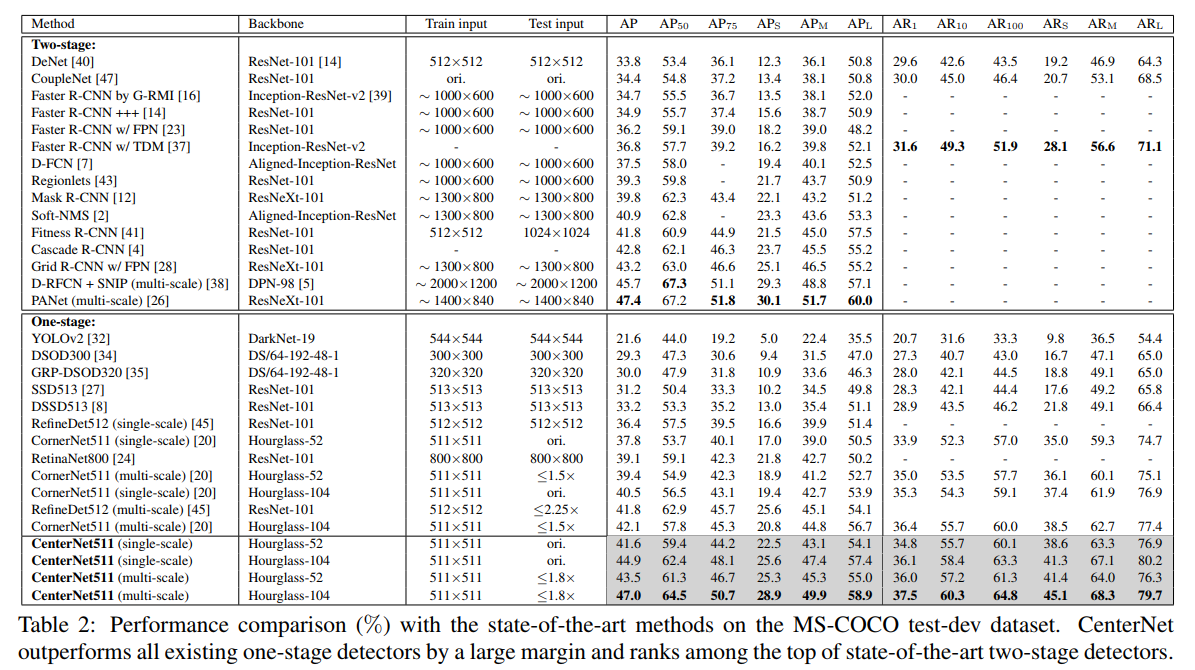 Method Backbone Train input Test input AP AP50 AP75 APS APM APL AR1 AR10 AR100 ARS ARM ARL
Two-stage:
DeNet [40] ResNet-101 [14] 512×512 512×512 33.8 53.4 36.1 12.3 36.1 50.8 29.6 42.6 43.5 19.2 46.9 64.3
CoupleNet [47] ResNet-101 ori. ori. 34.4 54.8 37.2 13.4 38.1 50.8 30.0 45.0 46.4 20.7 53.1 68.5
Faster R-CNN by G-RMI [16] Inception-ResNet-v2 [39] ∼ 1000×600 ∼ 1000×600 34.7 55.5 36.7 13.5 38.1 52.0 - - - - - -
Faster R-CNN +++ [14] ResNet-101 ∼ 1000×600 ∼ 1000×600 34.9 55.7 37.4 15.6 38.7 50.9 - - - - - -
Faster R-CNN w/ FPN [23] ResNet-101 ∼ 1000×600 ∼ 1000×600 36.2 59.1 39.0 18.2 39.0 48.2 - - - - - -
Faster R-CNN w/ TDM [37] Inception-ResNet-v2 - - 36.8 57.7 39.2 16.2 39.8 52.1 31.6 49.3 51.9 28.1 56.6 71.1
D-FCN [7] Aligned-Inception-ResNet ∼ 1000×600 ∼ 1000×600 37.5 58.0 - 19.4 40.1 52.5 - - - - - -
Regionlets [43] ResNet-101 ∼ 1000×600 ∼ 1000×600 39.3 59.8 - 21.7 43.7 50.9 - - - - - -
Mask R-CNN [12] ResNeXt-101 ∼ 1300×800 ∼ 1300×800 39.8 62.3 43.4 22.1 43.2 51.2 - - - - - -
Soft-NMS [2] Aligned-Inception-ResNet ∼ 1300×800 ∼ 1300×800 40.9 62.8 - 23.3 43.6 53.3 - - - - - -
Fitness R-CNN [41] ResNet-101 512×512 1024×1024 41.8 60.9 44.9 21.5 45.0 57.5 - - - - - -
Cascade R-CNN [4] ResNet-101 - - 42.8 62.1 46.3 23.7 45.5 55.2 - - - - - -
Grid R-CNN w/ FPN [28] ResNeXt-101 ∼ 1300×800 ∼ 1300×800 43.2 63.0 46.6 25.1 46.5 55.2 - - - - - -
D-RFCN + SNIP (multi-scale) [38] DPN-98 [5] ∼ 2000×1200 ∼ 2000×1200 45.7 67.3 51.1 29.3 48.8 57.1 - - - - - -
PANet (multi-scale) [26] ResNeXt-101 ∼ 1400×840 ∼ 1400×840 47.4 67.2 51.8 30.1 51.7 60.0 - - - - - -
One-stage:
YOLOv2 [32] DarkNet-19 544×544 544×544 21.6 44.0 19.2 5.0 22.4 35.5 20.7 31.6 33.3 9.8 36.5 54.4
DSOD300 [34] DS/64-192-48-1 300×300 300×300 29.3 47.3 30.6 9.4 31.5 47.0 27.3 40.7 43.0 16.7 47.1 65.0
GRP-DSOD320 [35] DS/64-192-48-1 320×320 320×320 30.0 47.9 31.8 10.9 33.6 46.3 28.0 42.1 44.5 18.8 49.1 65.0
SSD513 [27] ResNet-101 513×513 513×513 31.2 50.4 33.3 10.2 34.5 49.8 28.3 42.1 44.4 17.6 49.2 65.8
DSSD513 [8] ResNet-101 513×513 513×513 33.2 53.3 35.2 13.0 35.4 51.1 28.9 43.5 46.2 21.8 49.1 66.4
RefineDet512 (single-scale) [45] ResNet-101 512×512 512×512 36.4 57.5 39.5 16.6 39.9 51.4 - - - - - -
CornerNet511 (single-scale) [20] Hourglass-52 511×511 ori. 37.8 53.7 40.1 17.0 39.0 50.5 33.9 52.3 57.0 35.0 59.3 74.7
RetinaNet800 [24] ResNet-101 800×800 800×800 39.1 59.1 42.3 21.8 42.7 50.2 - - - - - -
CornerNet511 (multi-scale) [20] Hourglass-52 511×511 ≤1.5× 39.4 54.9 42.3 18.9 41.2 52.7 35.0 53.5 57.7 36.1 60.1 75.1
CornerNet511 (single-scale) [20] Hourglass-104 511×511 ori. 40.5 56.5 43.1 19.4 42.7 53.9 35.3 54.3 59.1 37.4 61.9 76.9
RefineDet512 (multi-scale) [45] ResNet-101 512×512 ≤2.25× 41.8 62.9 45.7 25.6 45.1 54.1
CornerNet511 (multi-scale) [20] Hourglass-104 511×511 ≤1.5× 42.1 57.8 45.3 20.8 44.8 56.7 36.4 55.7 60.0 38.5 62.7 77.4
CenterNet511 (single-scale) Hourglass-52 511×511 ori. 41.6 59.4 44.2 22.5 43.1 54.1 34.8 55.7 60.1 38.6 63.3 76.9
CenterNet511 (single-scale) Hourglass-104 511×511 ori. 44.9 62.4 48.1 25.6 47.4 57.4 36.1 58.4 63.3 41.3 67.1 80.2
CenterNet511 (multi-scale) Hourglass-52 511×511 ≤1.8× 43.5 61.3 46.7 25.3 45.3 55.0 36.0 57.2 61.3 41.4 64.0 76.3
CenterNet511 (multi-scale) Hourglass-104 511×511 ≤1.8× 47.0 64.5 50.7 28.9 49.9 58.9 37.5 60.3 64.8 45.1 68.3 79.7
Table 2: Performance comparison (%) with the state-of-the-art methods on the MS-COCO test-dev dataset. CenterNet
outperforms all existing one-stage detectors by a large margin and ranks among the top of state-of-the-art two-stage detectors.